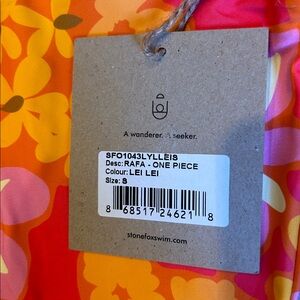 A wanderer. A seeker.
SFO1043LYLLEIS
Desc: RAFA - ONE PIECE
Colour: LEI LEI
Size: S
8 68517 24621 8
stonefoxswim.com